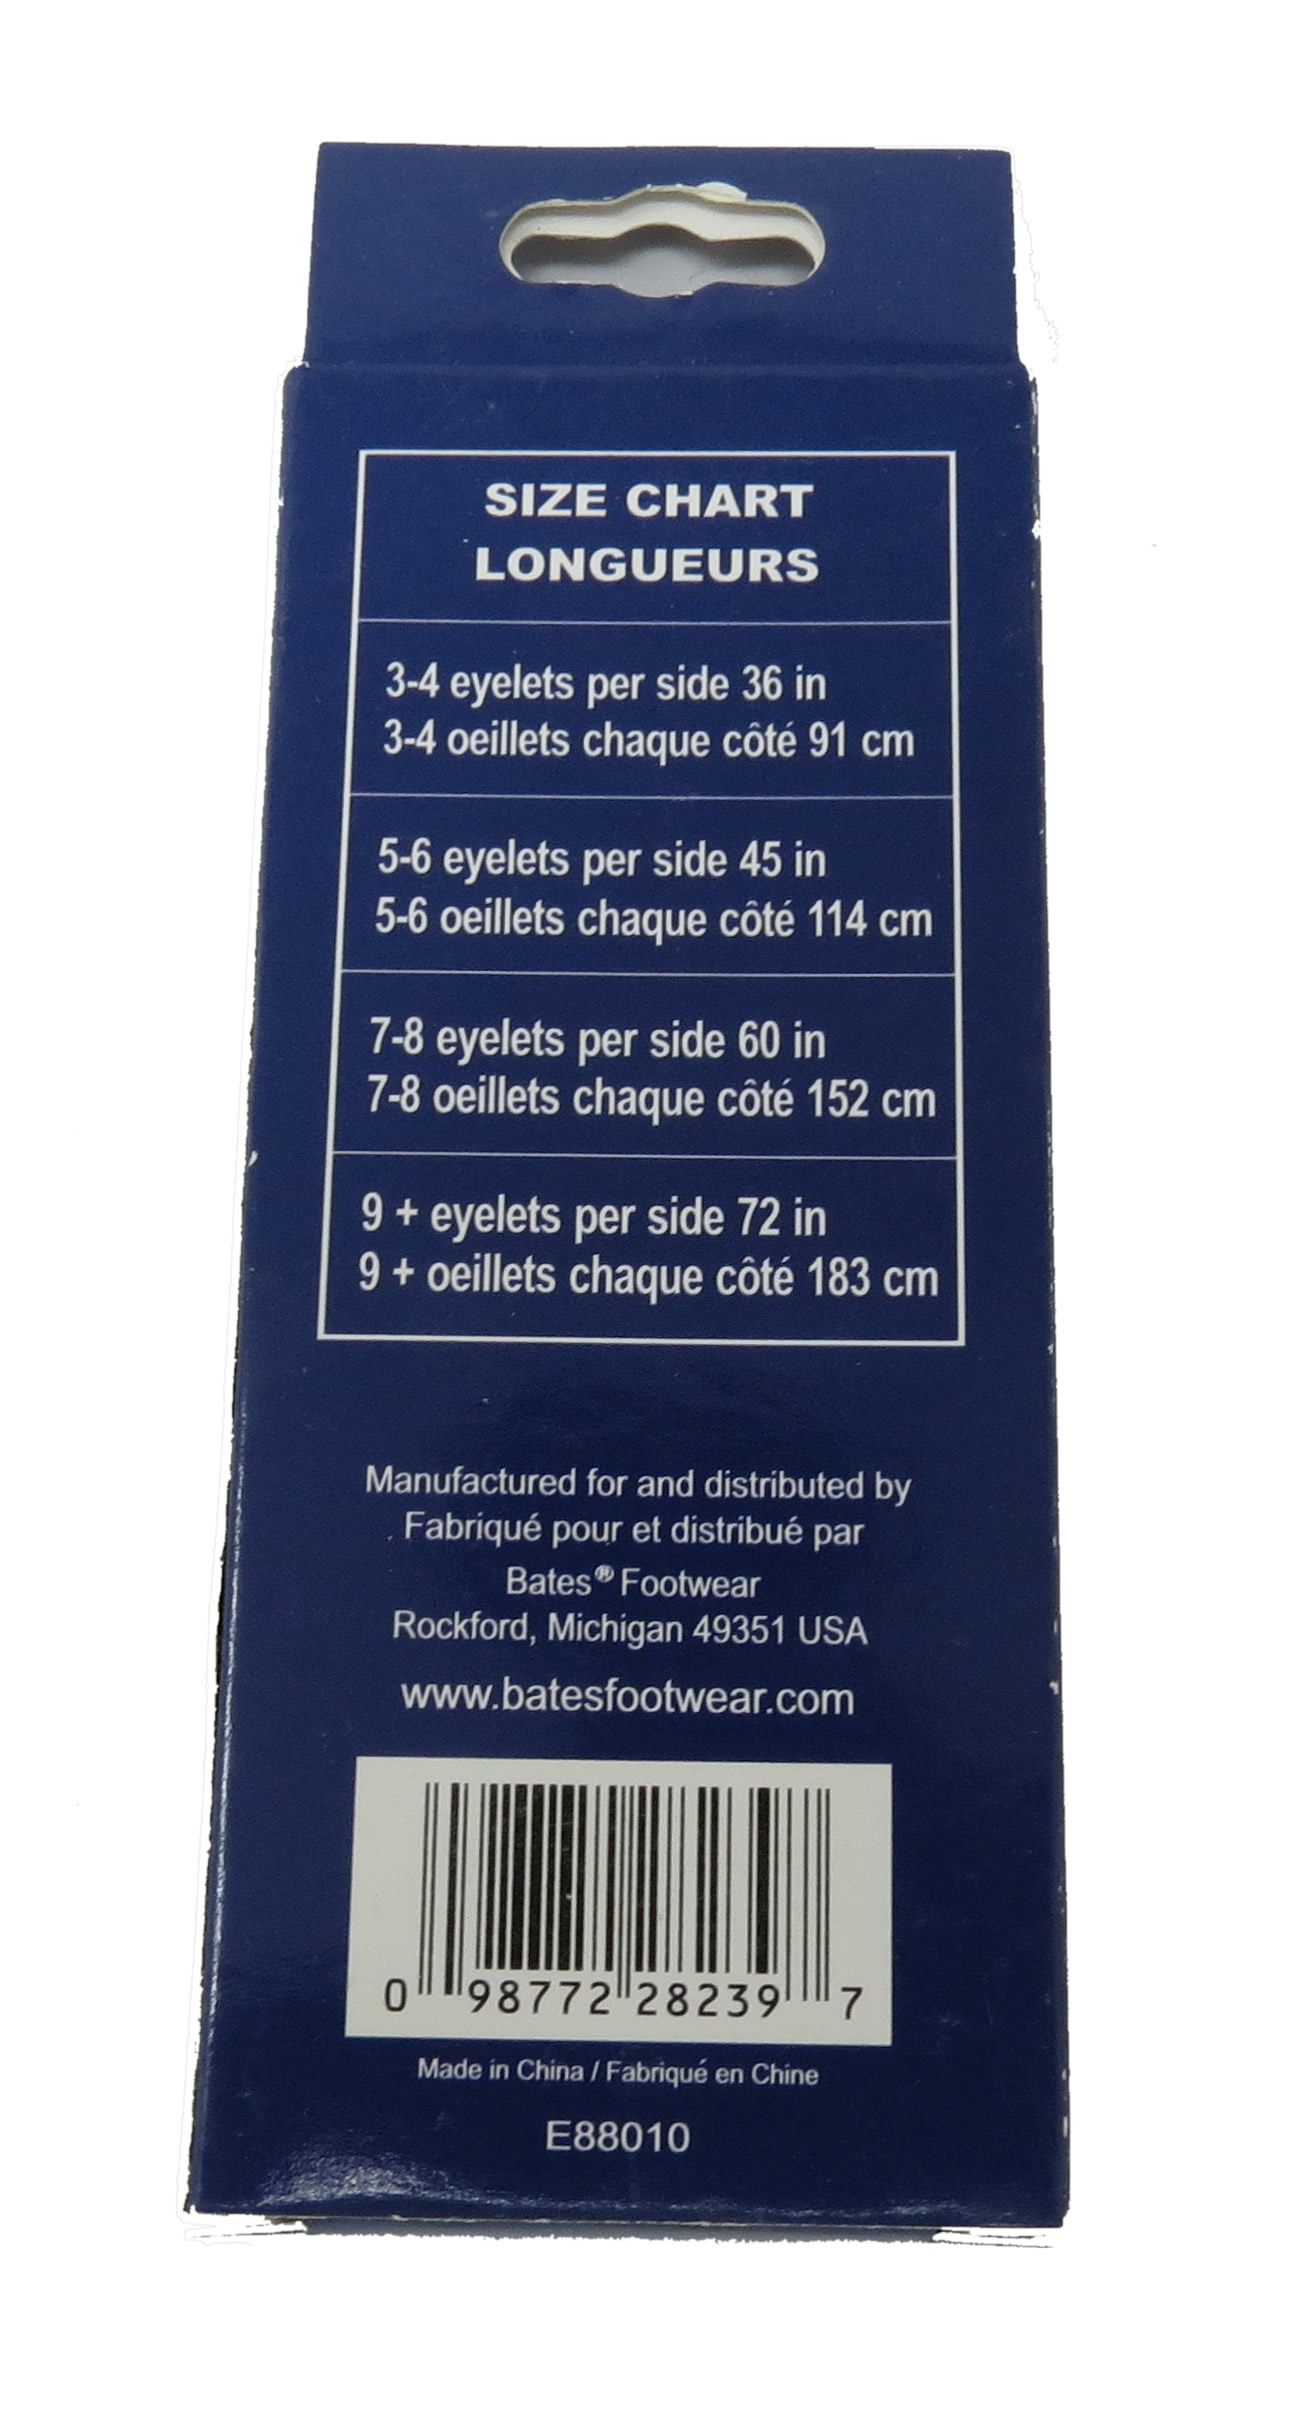 SIZE CHART
LONGUEURS
3-4 eyelets per side 36 in
3-4 oeillets chaque côté 91 cm
5-6 eyelets per side 45 in
5-6 oeillets chaque côté 114 cm
7-8 eyelets per side 60 in
7-8 oeillets chaque côté 152 cm
9 + eyelets per side 72 in
9 + oeillets chaque côté 183 cm
Manufactured for and distributed by
Fabriqué pour et distribué par
Bates® Footwear
Rockford, Michigan 49351 USA
www.batesfootwear.com
0 98772 28239 7
Made in China / Fabriqué en Chine
E88010